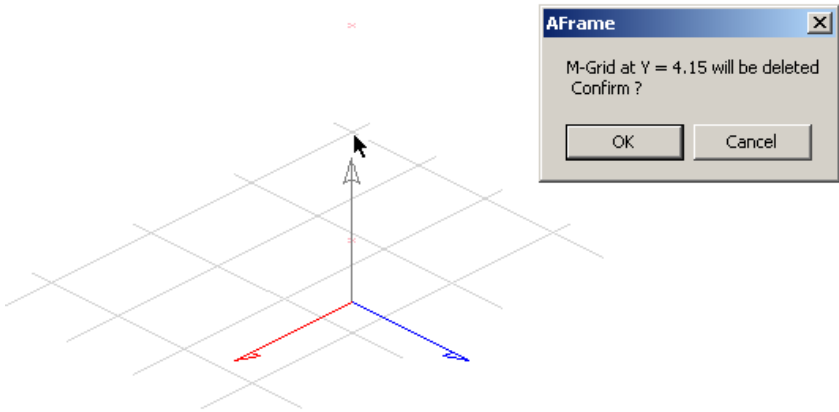 AFrame
M-Grid at Y = 4.15 will be deleted
Confirm ?
OK
Cancel